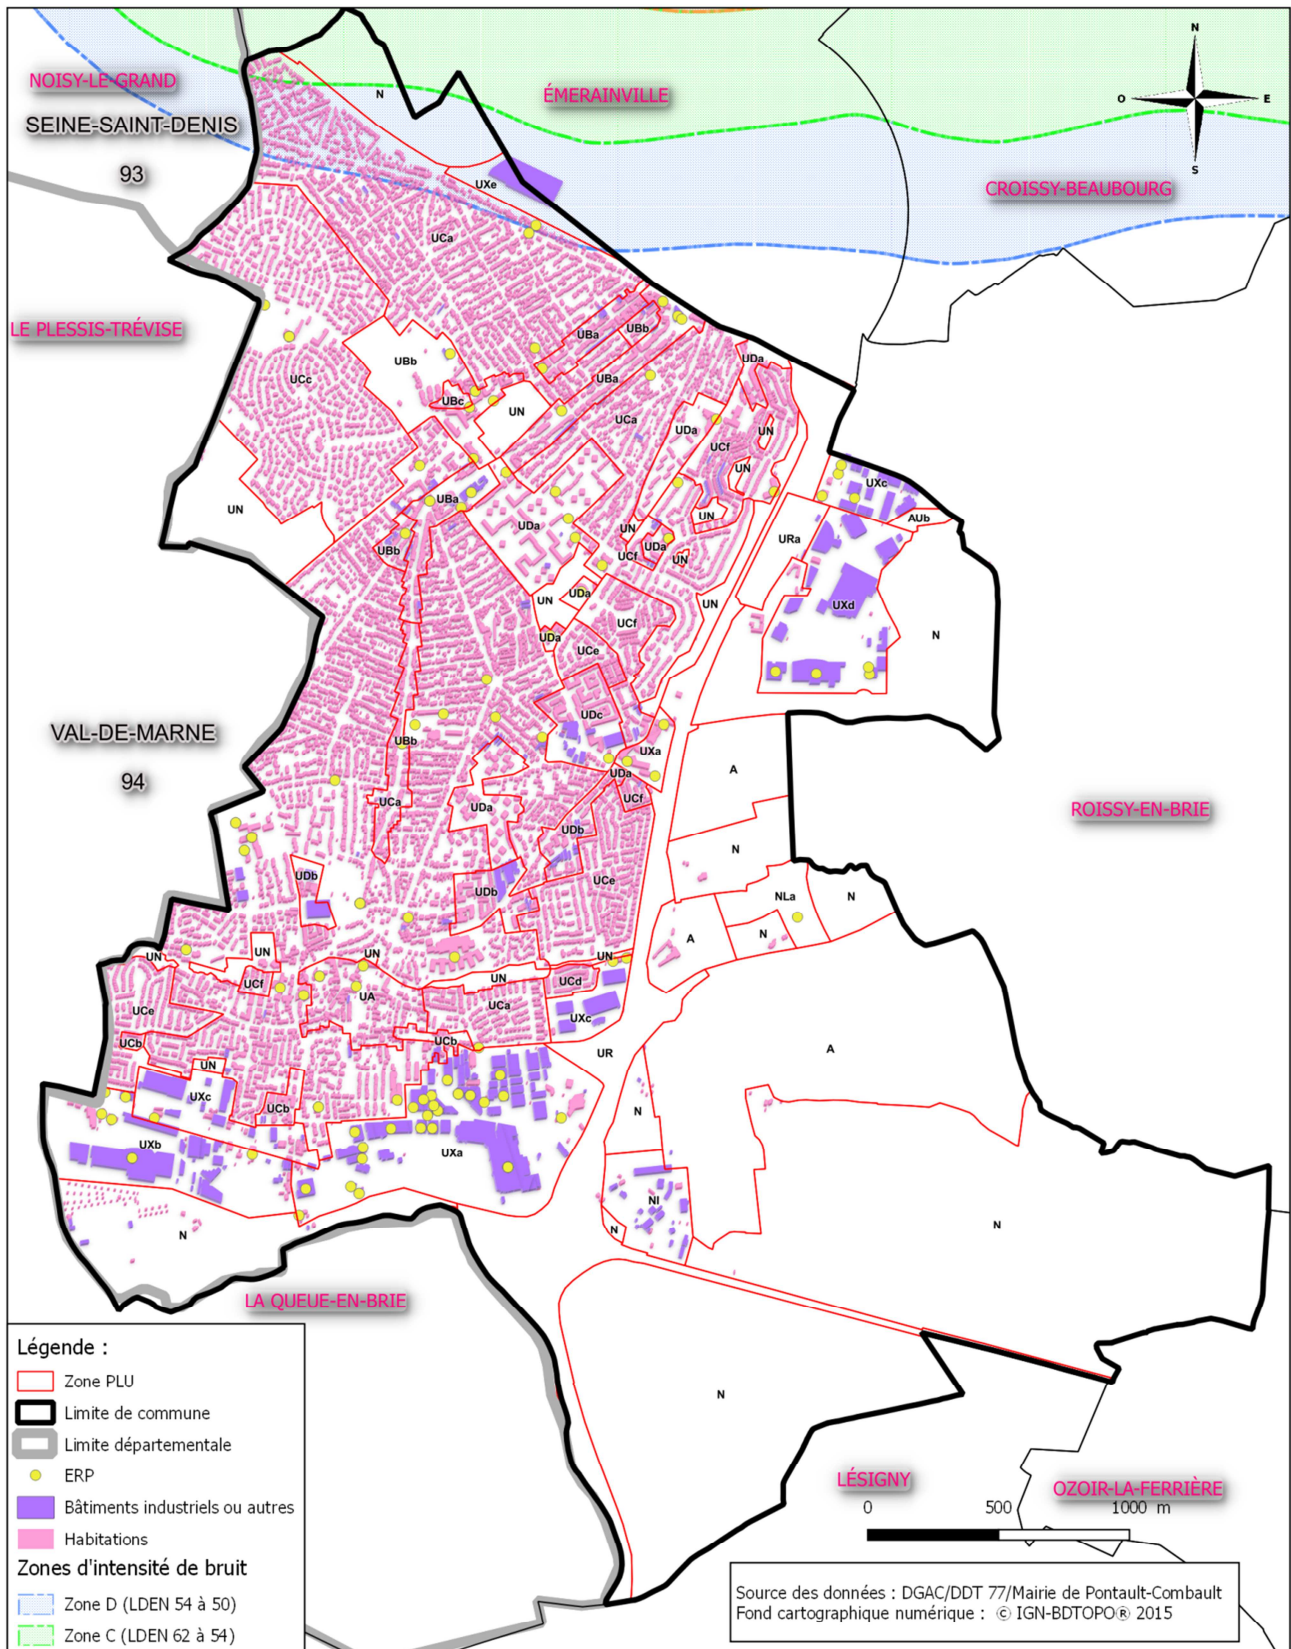 N
O
E
S
NOISY-LE-GRAND
SEINE-SAINT-DENIS
93
ÉMERAINVILLE
CROISSY-BEAUBOURG
LE PLESSIS-TRÉVISE
VAL-DE-MARNE
94
ROISSY-EN-BRIE
LA QUEUE-EN-BRIE
LÉSIGNY
OZOIR-LA-FERRIÈRE
N
UXe
UCa
UBa
UBb
UDa
UBb
UBa
UCc
UBc
UN
UCa
UDa
UCf
UN
UN
UXc
UN
UBa
UDa
UN
UN
AUb
URa
UBb
UCf
UDa
UN
UXd
UN
UDa
UN
UCf
N
UDa
UCe
UDc
UBb
UXa
UDa
A
UCa
UDa
UCf
UDb
N
UDb
UDb
UCe
NLa
N
N
A
UN
UN
UN
UN
UN
UCf
UCd
UCe
UA
UCa
UXc
UCb
UCb
UR
A
UN
UXc
UCb
N
UXb
UXa
NI
N
N
N
N
Légende :
Zone PLU
Limite de commune
Limite départementale
ERP
Bâtiments industriels ou autres
Habitations
Zones d'intensité de bruit
Zone D (LDEN 54 à 50)
Zone C (LDEN 62 à 54)
0 500 1000 m
Source des données : DGAC/DDT 77/Mairie de Pontault-Combault
Fond cartographique numérique : © IGN-BDTOPO® 2015